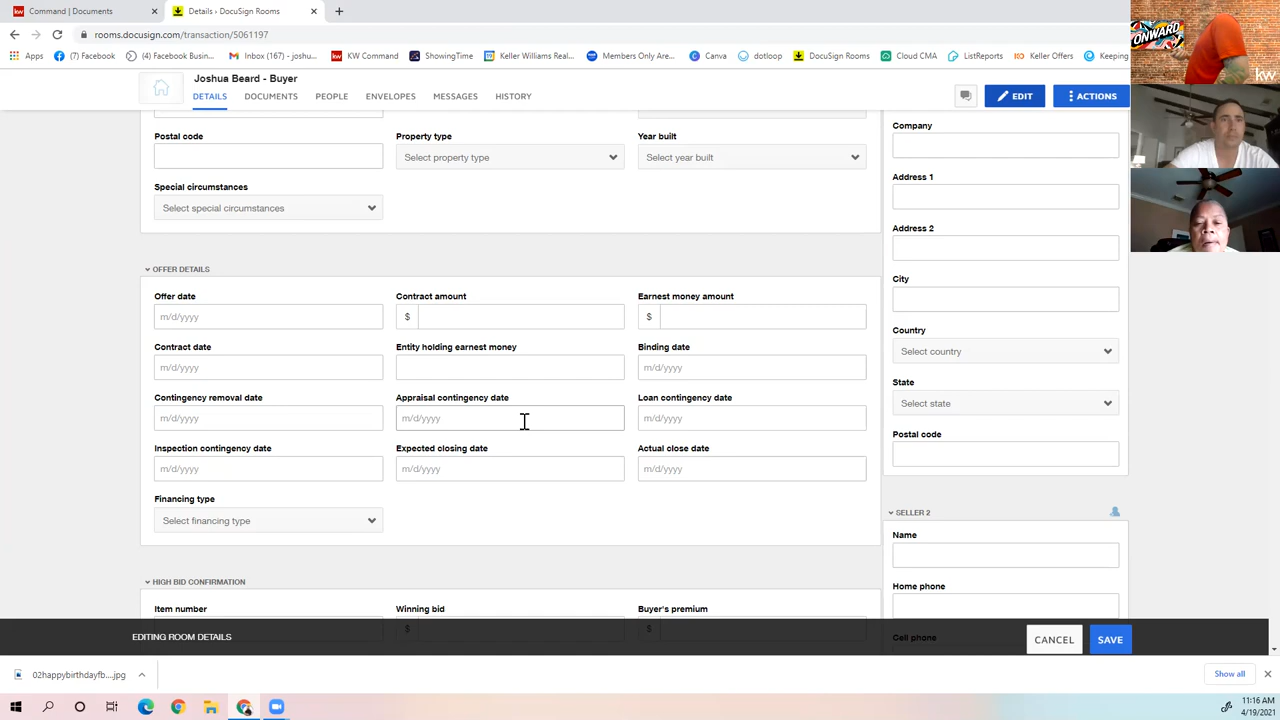 Command | Documents
Details › DocuSign Rooms
rooms.docusign.com/transaction/5061197
Apps
(7) Facebook
(4) Facebook Busin...
Inbox (167) - joshu...
KW Command
Keller William...
Members Only Are...
Canva
dotloop
DocuSign Rooms
Cloud CMA
ListRe
Keller Offers
Keeping
ONWARD
kw
Joshua Beard - Buyer
DETAILS
DOCUMENTS
PEOPLE
ENVELOPES
MESSAGES
HISTORY
EDIT
ACTIONS
Postal code
Property type
Year built
Select property type
Select year built
Special circumstances
Select special circumstances
OFFER DETAILS
Offer date
Contract amount
Earnest money amount
m/d/yyyy
$
$
Contract date
Entity holding earnest money
Binding date
m/d/yyyy
m/d/yyyy
Contingency removal date
Appraisal contingency date
Loan contingency date
m/d/yyyy
m/d/yyyy
m/d/yyyy
Inspection contingency date
Expected closing date
Actual close date
m/d/yyyy
m/d/yyyy
m/d/yyyy
Financing type
Select financing type
HIGH BID CONFIRMATION
Item number
Winning bid
Buyer's premium
$
$
Company
Address 1
Address 2
City
Country
Select country
State
Select state
Postal code
SELLER 2
Name
Home phone
Cell phone
EDITING ROOM DETAILS
CANCEL
SAVE
02happybirthdayfb....jpg
Show all
11:16 AM
4/19/2021